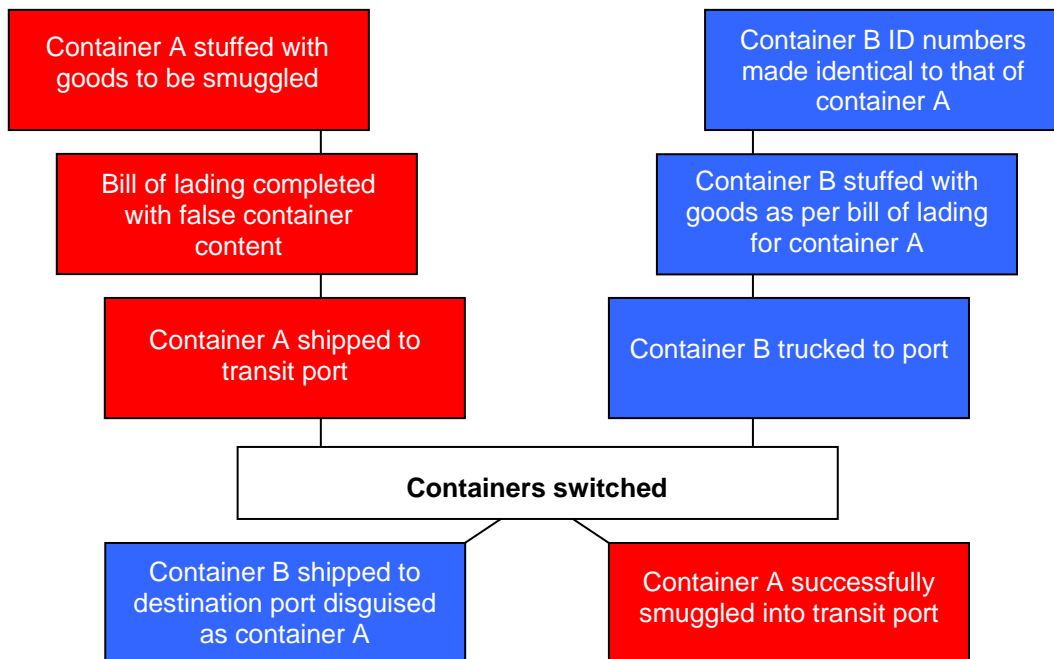 Container A stuffed with
goods to be smuggled
Container B ID numbers
made identical to that of
container A
Bill of lading completed
with false container
content
Container B stuffed with
goods as per bill of lading
for container A
Container A shipped to
transit port
Container B trucked to port
Containers switched
Container B shipped to
destination port disguised
as container A
Container A successfully
smuggled into transit port